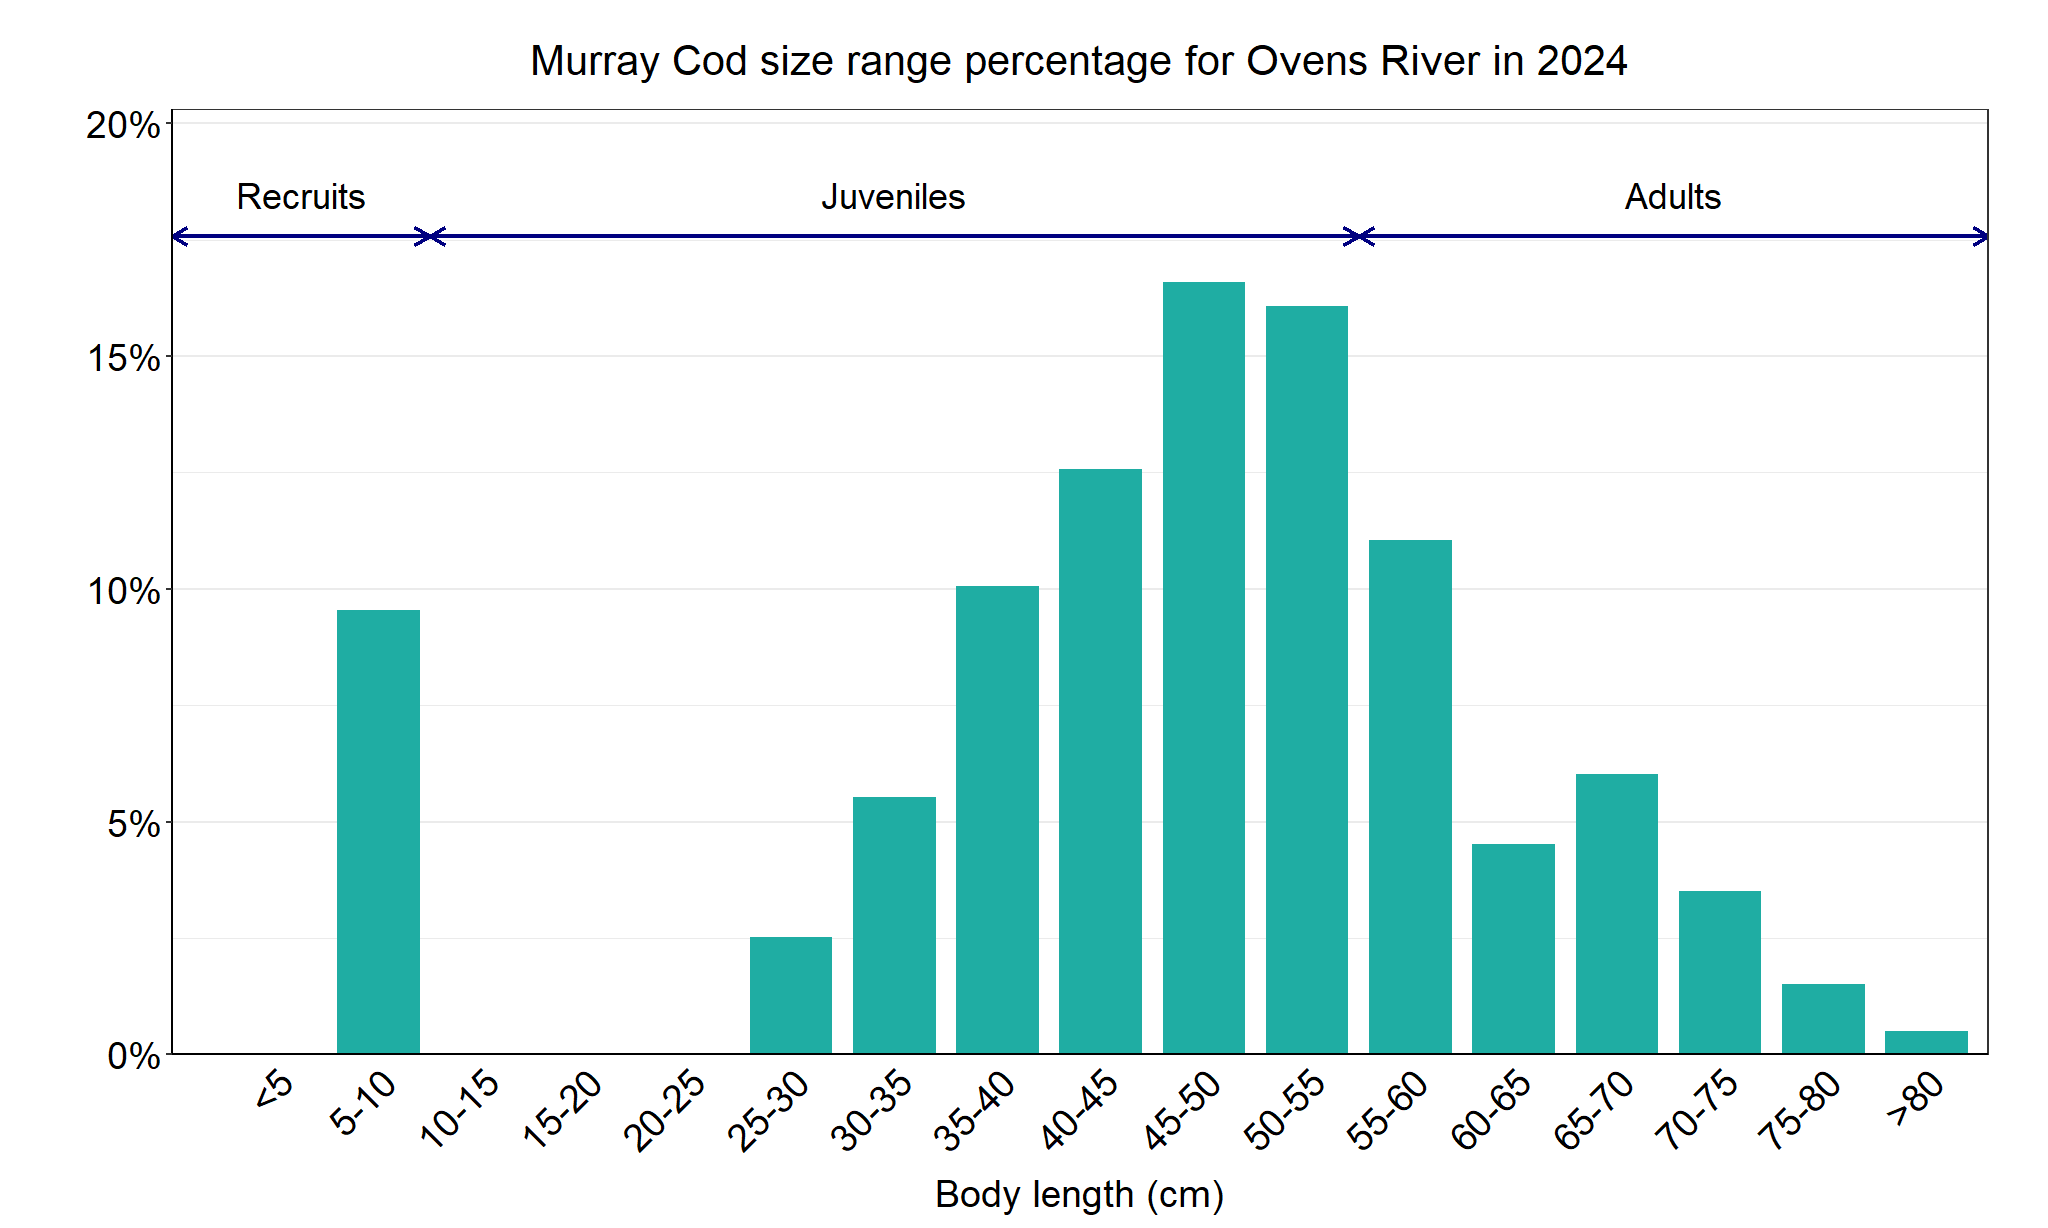 Murray Cod size range percentage for Ovens River in 2024
20%
Recruits Juveniles Adults
15%
10%
5%
0%
<5 5-10 10-15 15-20 20-25 25-30 30-35 35-40 40-45 45-50 50-55 55-60 60-65 65-70 70-75 75-80 >80
Body length (cm)